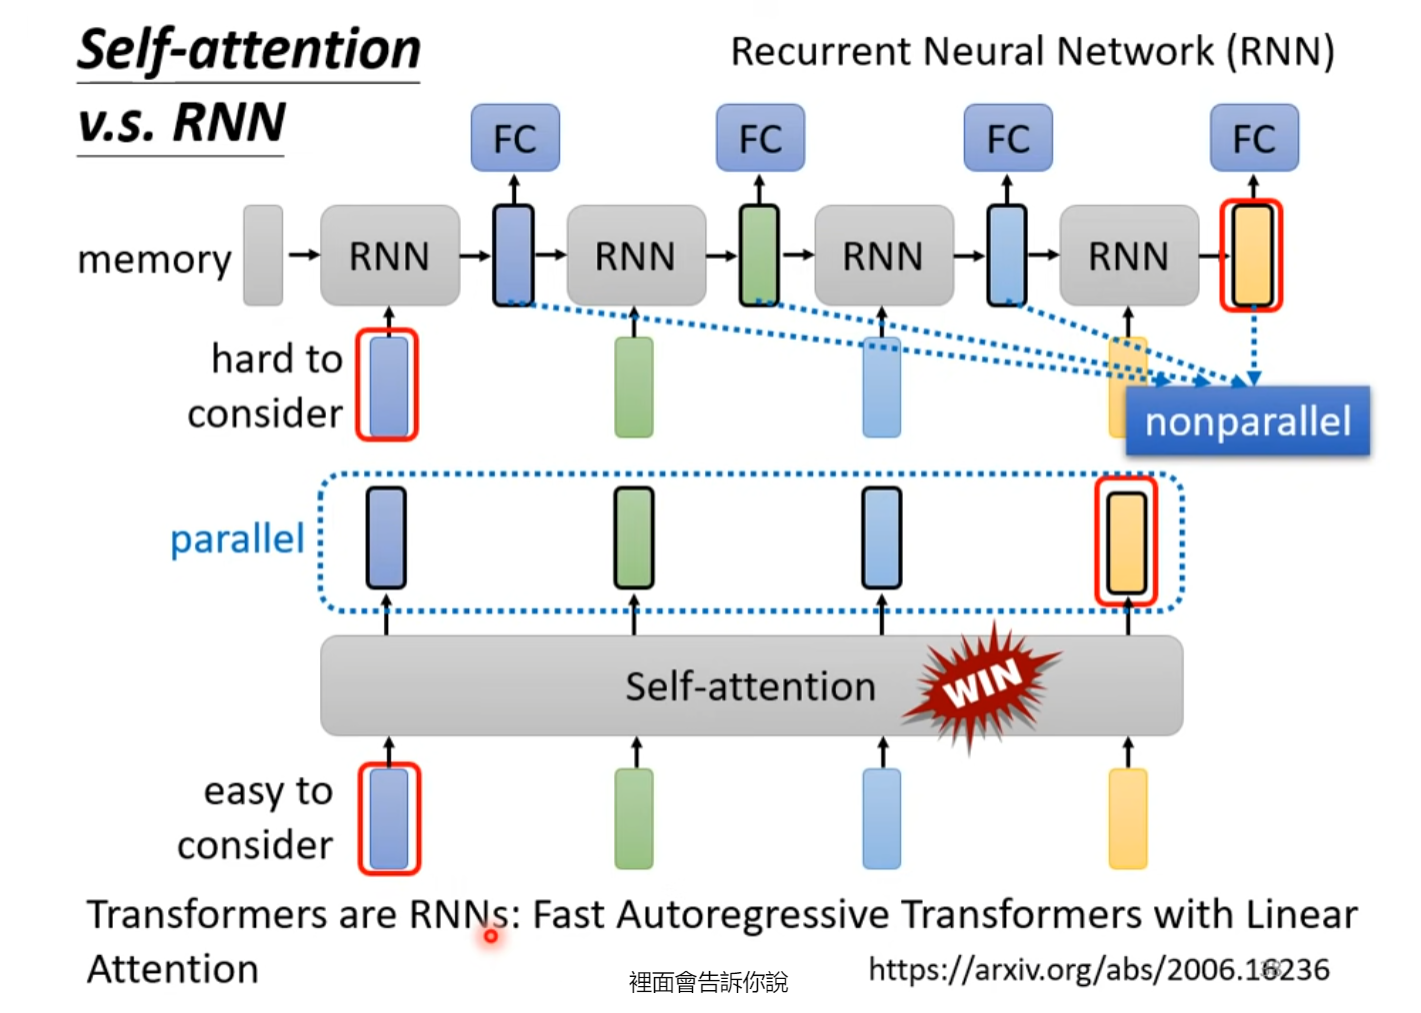 Self-attention
v.s. RNN
Recurrent Neural Network (RNN)
FC FC FC FC
memory RNN RNN RNN RNN
hard to
consider
nonparallel
parallel
Self-attention WIN
easy to
consider
Transformers are RNNs: Fast Autoregressive Transformers with Linear
Attention
裡面會告訴你說
https://arxiv.org/abs/2006.16236